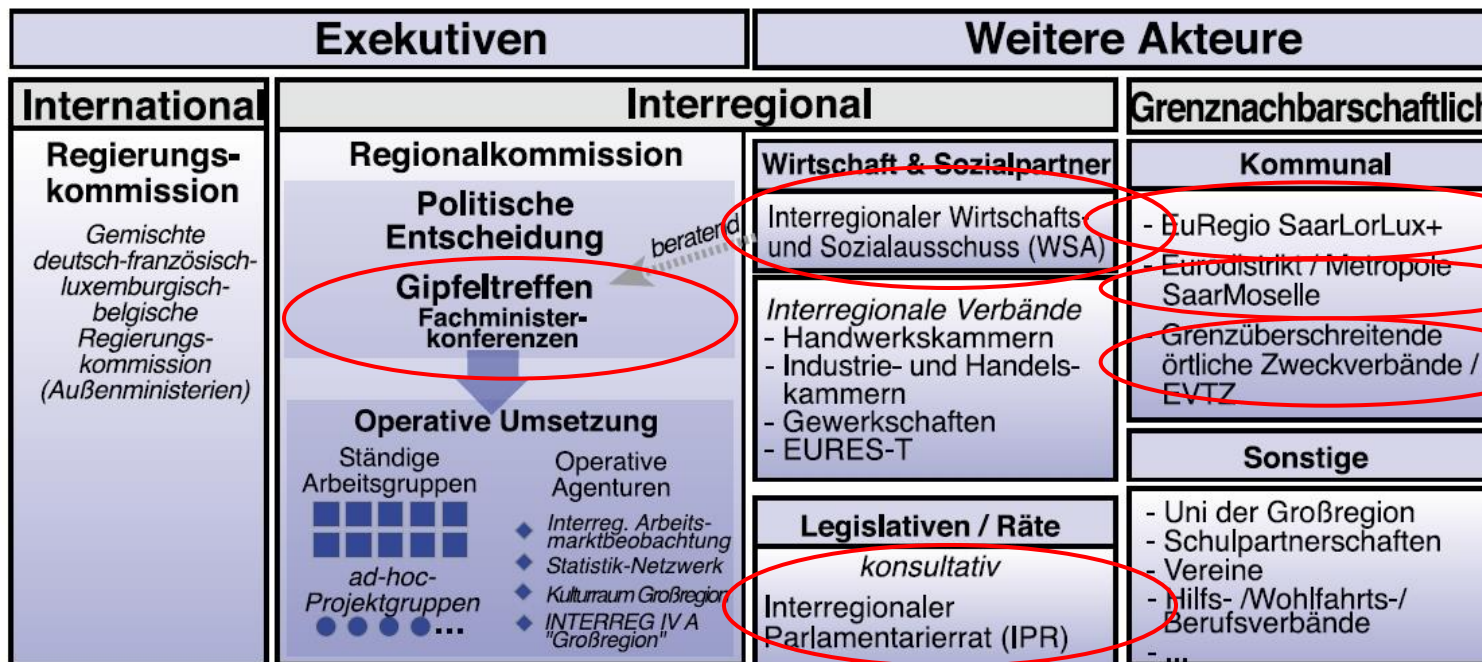 Exekutiven
Weitere Akteure
International
Interregional
Grenznachbarschaftlich
Regierungs-
kommission
Gemischte
deutsch-französisch-
luxemburgisch-
belgische
Regierungs-
kommission
(Außenministerien)
Regionalkommission
Politische
Entscheidung
Gipfeltreffen
Fachminister-
konferenzen
beratend
Operative Umsetzung
Ständige
Arbeitsgruppen
ad-hoc-
Projektgruppen
...
Operative
Agenturen
Interreg. Arbeits-
marktbeobachtung
Statistik-Netzwerk
Kulturraum Großregion
INTERREG IV A
"Großregion"
Wirtschaft & Sozialpartner
Interregionaler Wirtschafts-
und Sozialausschuss (WSA)
Interregionale Verbände
- Handwerkskammern
- Industrie- und Handels-
kammern
- Gewerkschaften
- EURES-T
Legislativen / Räte
konsultativ
Interregionaler
Parlamentarierrat (IPR)
Kommunal
- EuRegio SaarLorLux+
- Eurodistrikt / Metropole
SaarMoselle
- Grenzüberschreitende
örtliche Zweckverbände /
EVTZ
Sonstige
- Uni der Großregion
- Schulpartnerschaften
- Vereine
- Hilfs- /Wohlfahrts-/
Berufsverbände
- ...